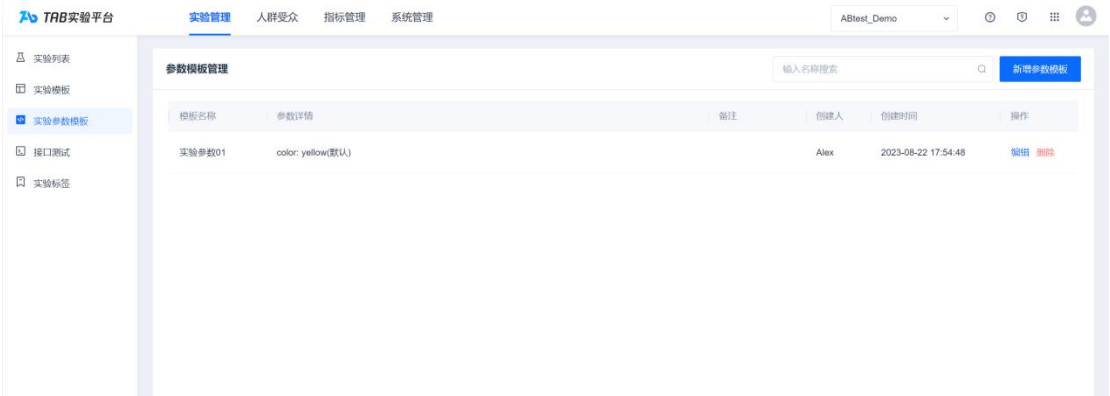 TAB实验平台 实验管理 人群受众 指标管理 系统管理 ABtest_Demo
实验列表
实验模板
实验参数模板
接口测试
实验标签
参数模板管理 输入名称搜索 新增参数模板
模板名称 参数详情 备注 创建人 创建时间 操作
实验参数01 color: yellow(默认) Alex 2023-08-22 17:54:48 编辑 删除